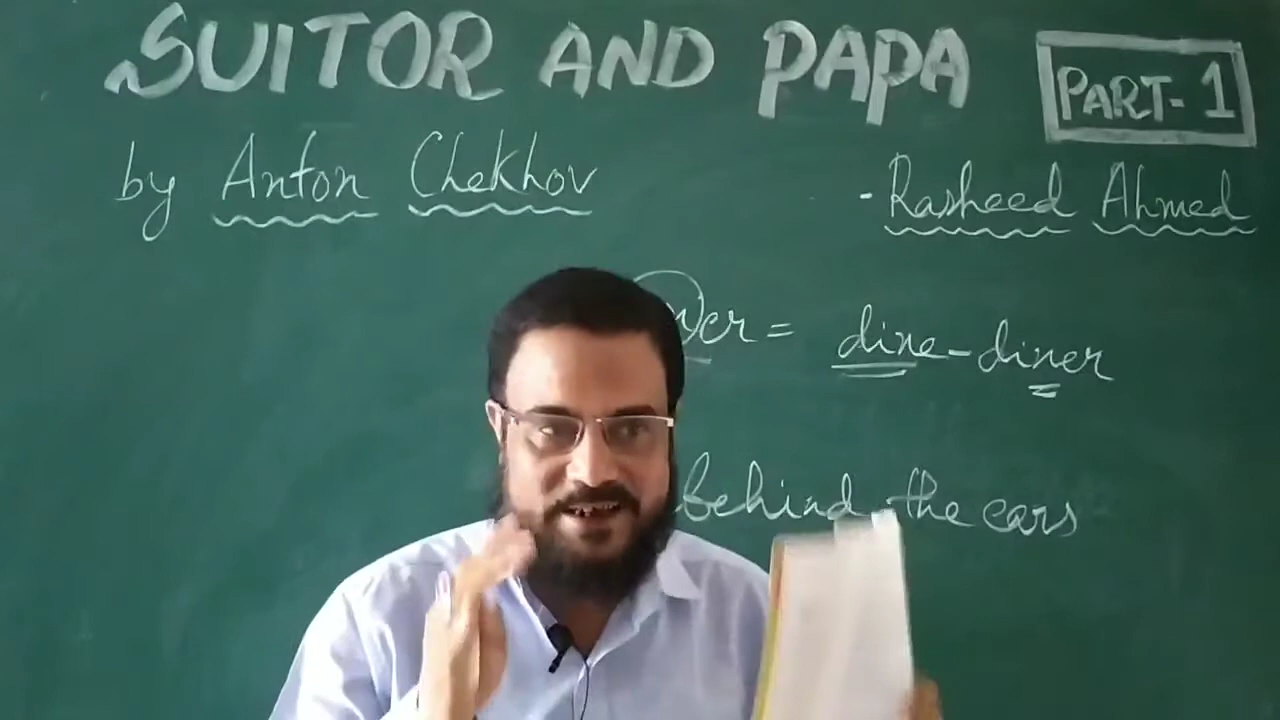 SUITOR AND PAPA
PART-1
by Anton Chekhov
-Rasheed Ahmed
= dine-diner
behind the ears